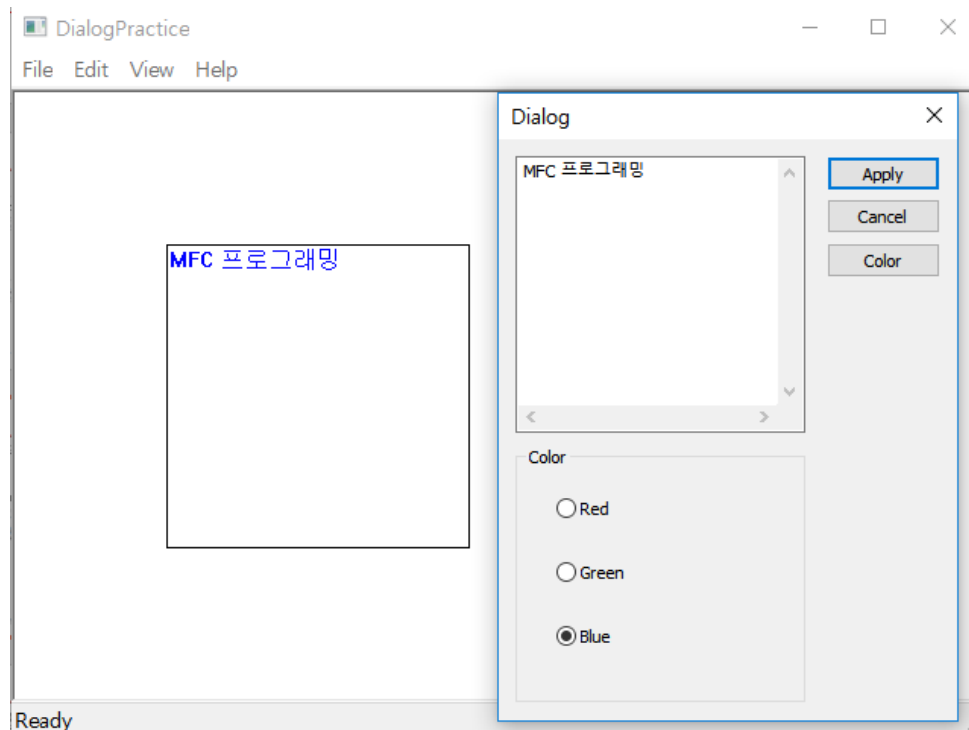 DialogPractice
File Edit View Help
MFC 프로그래밍
Ready
Dialog
MFC 프로그래밍
Apply
Cancel
Color
Color
Red
Green
Blue